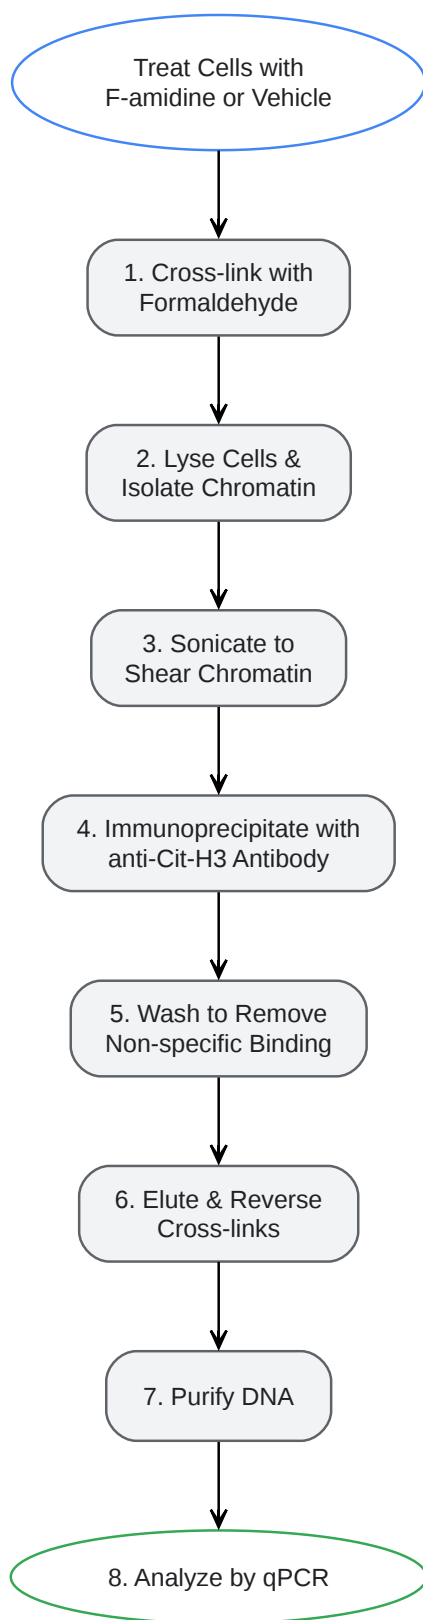 Treat Cells with
F-amidine or Vehicle
1. Cross-link with
Formaldehyde
2. Lyse Cells &
Isolate Chromatin
3. Sonicate to
Shear Chromatin
4. Immunoprecipitate with
anti-Cit-H3 Antibody
5. Wash to Remove
Non-specific Binding
6. Elute & Reverse
Cross-links
7. Purify DNA
8. Analyze by qPCR